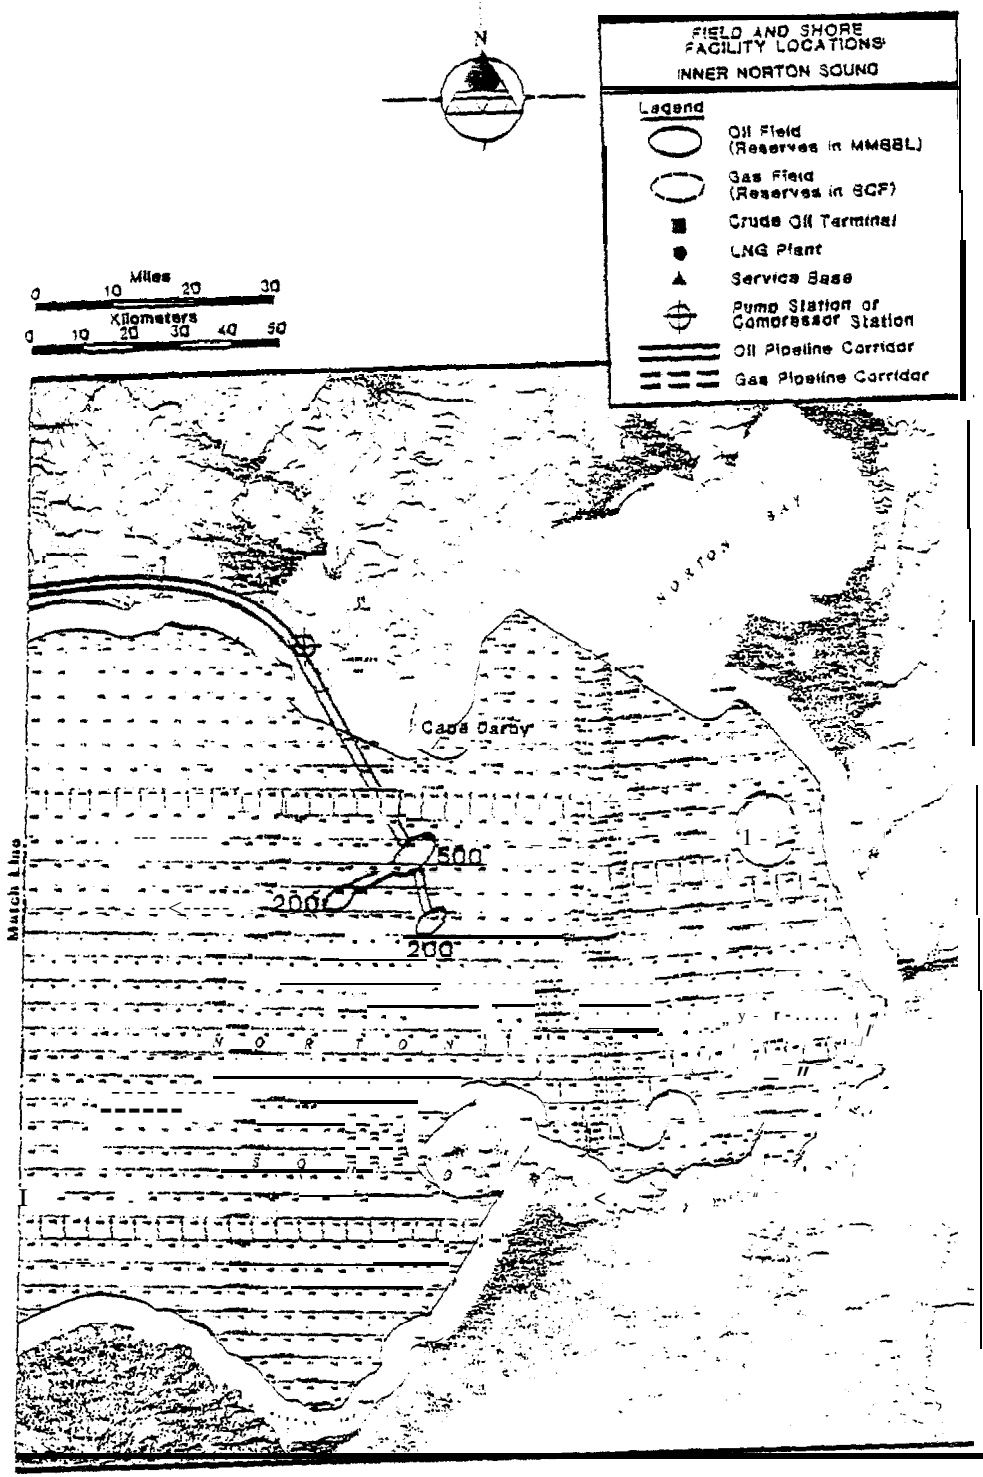 N
FIELD AND SHORE
FACILITY LOCATIONS
INNER NORTON SOUND
Legend
Oil Field
(Reserves in MMBBL)
Gas Field
(Reserves in BCF)
Crude Oil Terminal
LNG Plant
Service Base
Pump Station or
Compressor Station
Oil Pipeline Corridor
Gas Pipeline Corridor
Miles
0 10 20 30
Kilometers
0 10 20 30 40 50
NORTON BAY
Cape Darby
500
200
200
Match Line
NORTON